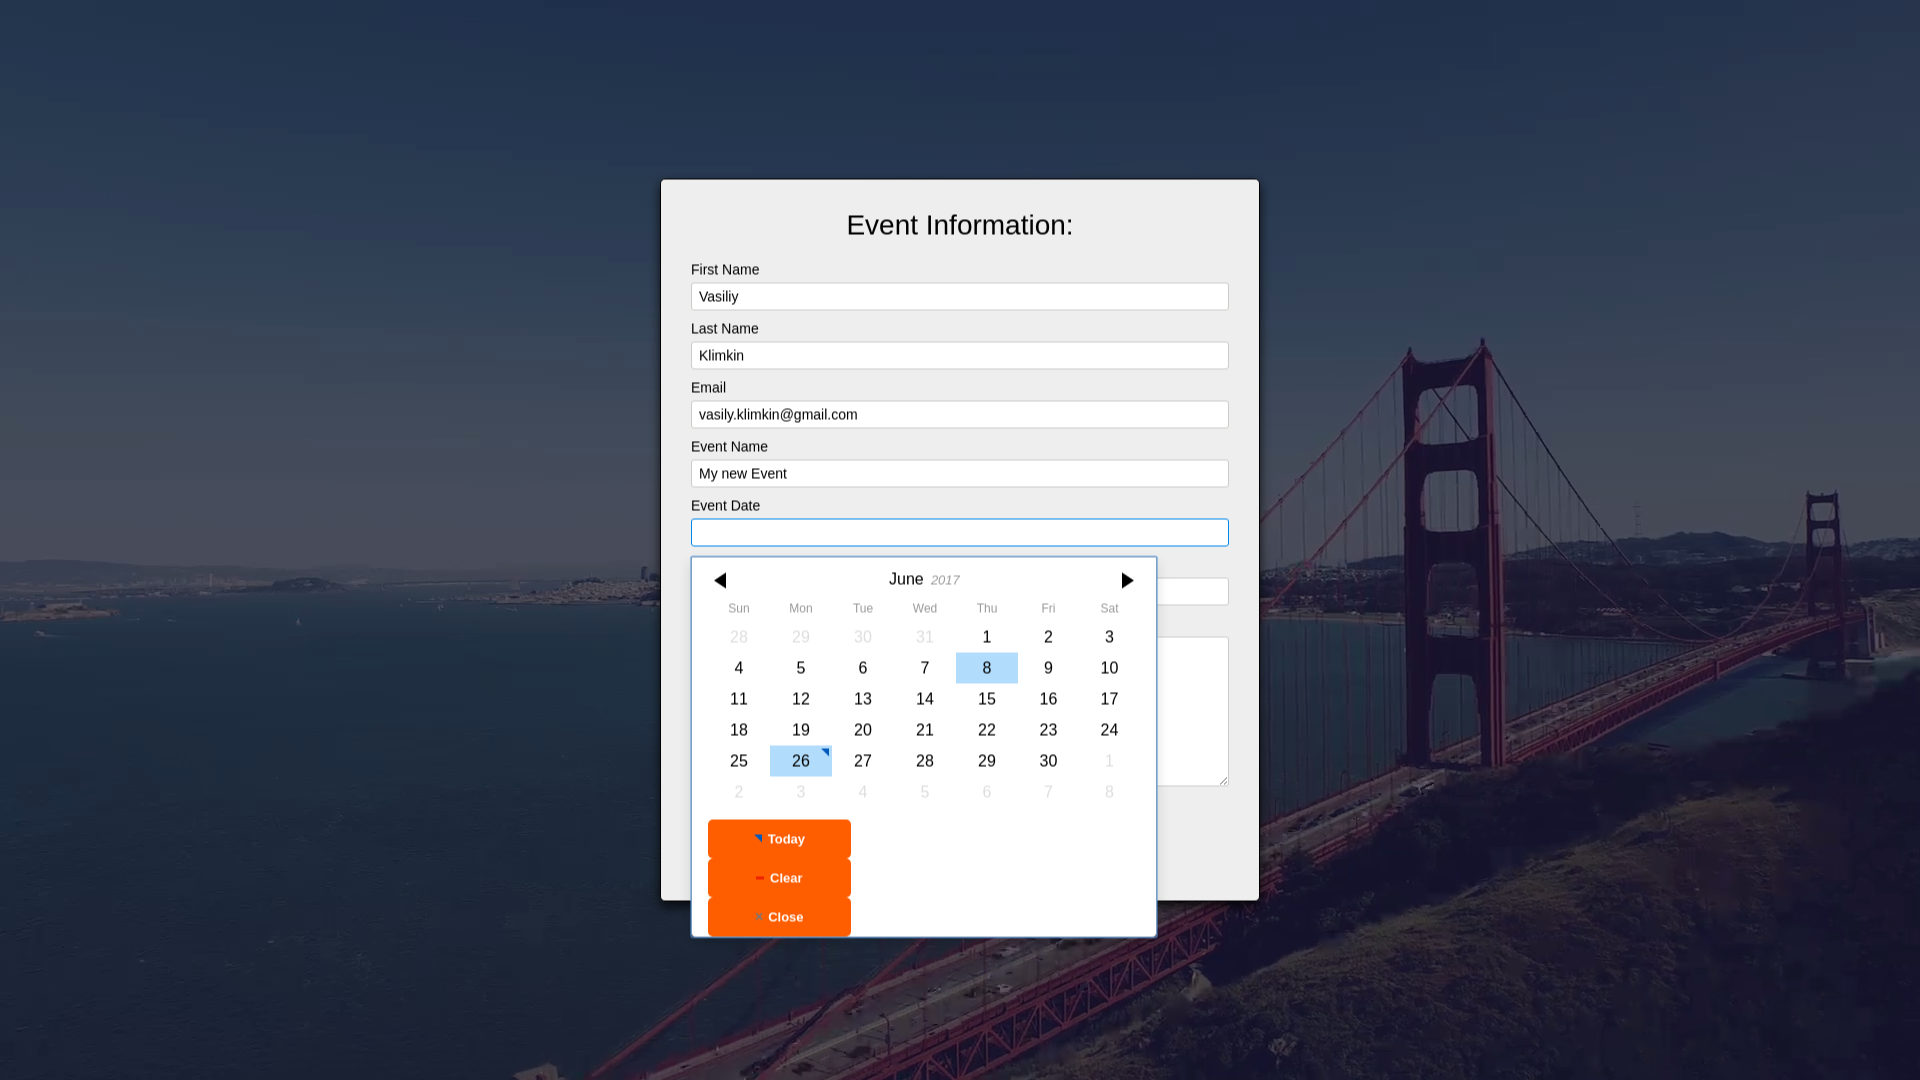 Event Information:
First Name
Vasiliy
Last Name
Klimkin
Email
vasily.klimkin@gmail.com
Event Name
My new Event
Event Date
June 2017
Sun Mon Tue Wed Thu Fri Sat
28 29 30 31 1 2 3
4 5 6 7 8 9 10
11 12 13 14 15 16 17
18 19 20 21 22 23 24
25 26 27 28 29 30 1
2 3 4 5 6 7 8
Today
Clear
× Close